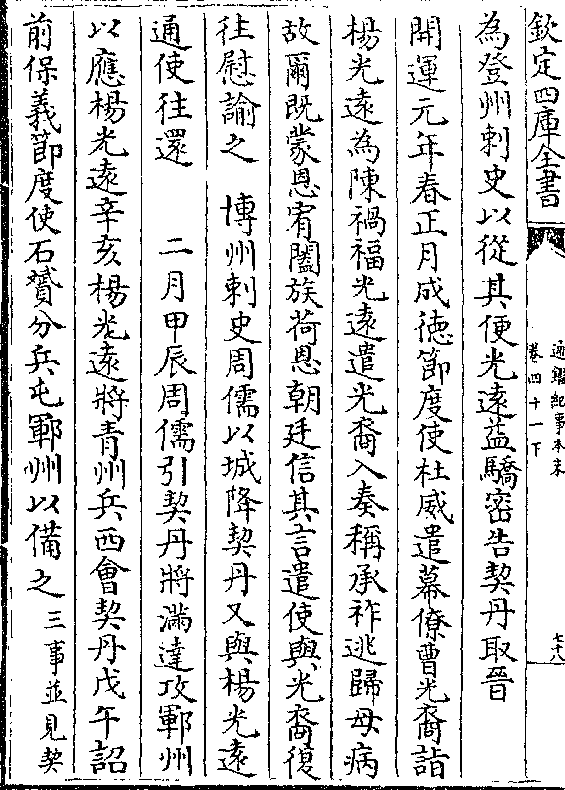 欽定四庫全書
通鑑紀事本末
卷四十一下
七十八
為登州刺史以從其便光遠益驕密告契丹取晉
開運元年春正月成德節度使杜威遣幕僚曹光裔詣
楊光遠為陳禍福光遠遣光裔入奏稱承祚逃歸母病
故爾既蒙恩宥闔族荷恩朝廷信其言遣使與光裔復
往慰諭之 博州刺史周儒以城降契丹又與楊光遠
通使往還 二月甲辰周儒引契丹將滿達攻鄆州
以應楊光遠辛亥楊光遠將青州兵西會契丹戊午詔
前保義節度使石贇分兵屯鄆州以備之三事並見契